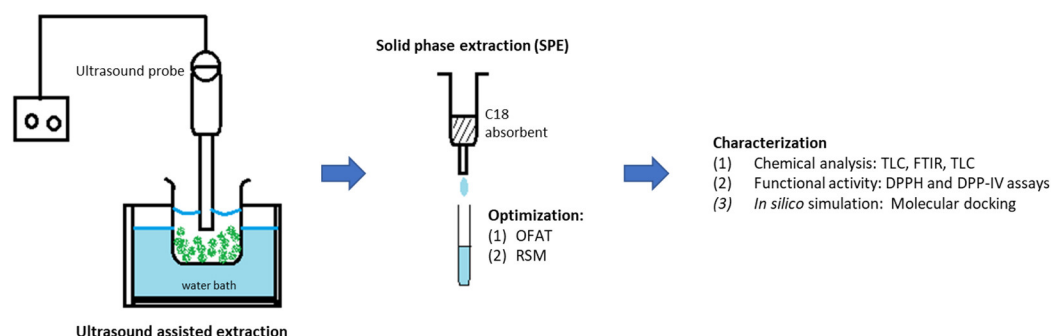 Ultrasound probe
water bath
Ultrasound assisted extraction
Solid phase extraction (SPE)
C18
absorbent
Optimization:
(1) OFAT
(2) RSM
Characterization
(1) Chemical analysis: TLC, FTIR, TLC
(2) Functional activity: DPPH and DPP-IV assays
(3) In silico simulation: Molecular docking